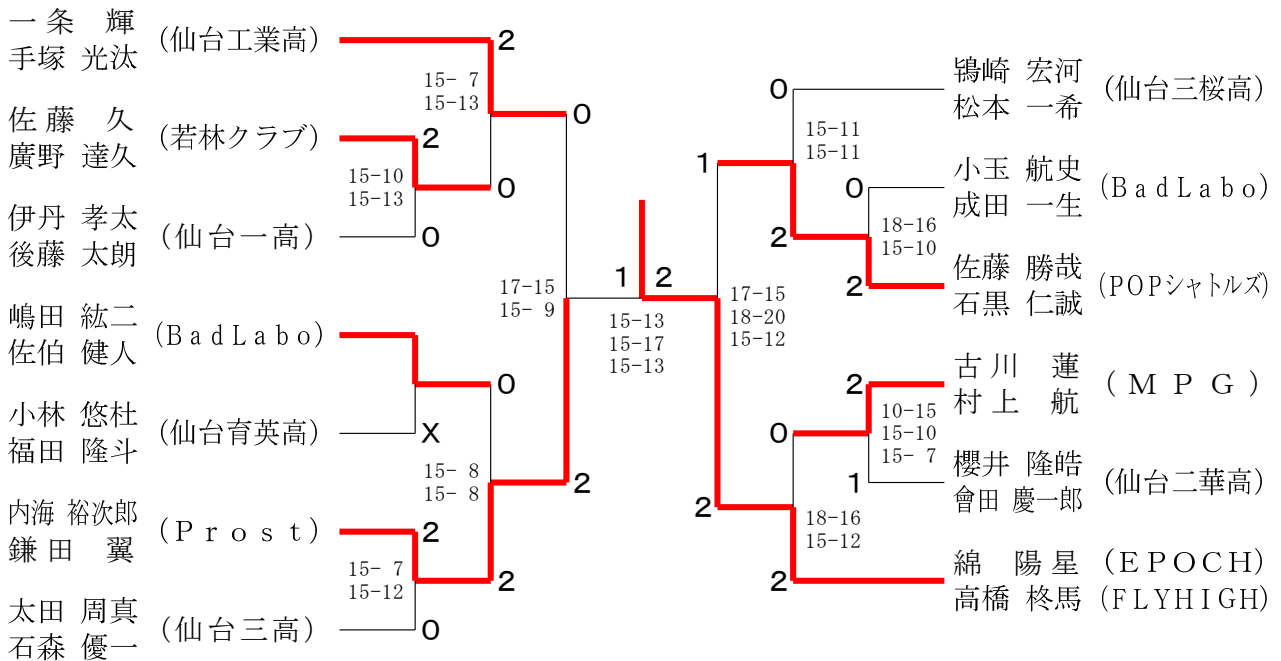 一 条　輝
手塚 光汰
(仙台工業高)
佐 藤　久
廣野 達久
(若林クラブ)
伊丹 孝太
後藤 太朗
(仙台一高)
嶋田 紘二
佐伯 健人
(BadLabo)
小林 悠杜
福田 隆斗
(仙台育英高)
内海 裕次郎
鎌 田　翼
(Ｐｒｏｓｔ)
太田 周真
石森 優一
(仙台三高)
2
15- 7
15-13
0
2
15-10
15-13
0
0
17-15
15- 9
0
X
15- 8
15- 8
2
2
15- 7
15-12
2
0
1
2
15-13
15-17
15-13
0
15-11
15-11
1
0
18-16
15-10
2
2
17-15
18-20
15-12
2
10-15
15-10
15- 7
0
1
2
18-16
15-12
2
鴇崎 宏河
松本 一希
(仙台三桜高)
小玉 航史
成田 一生
(BadLabo)
佐藤 勝哉
石黒 仁誠
(POPシャトルズ)
古 川　蓮
村 上　航
(ＭＰＧ)
櫻井 隆皓
會田 慶一郎
(仙台二華高)
綿　陽星
(EPOCH)
高橋 柊馬
(FLYHIGH)